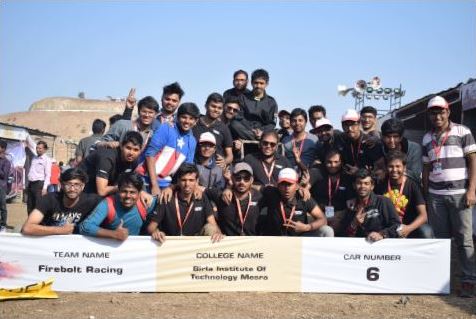 TEAM NAME
Firebolt Racing
COLLEGE NAME
Birla Institute Of
Technology Mesra
CAR NUMBER
6